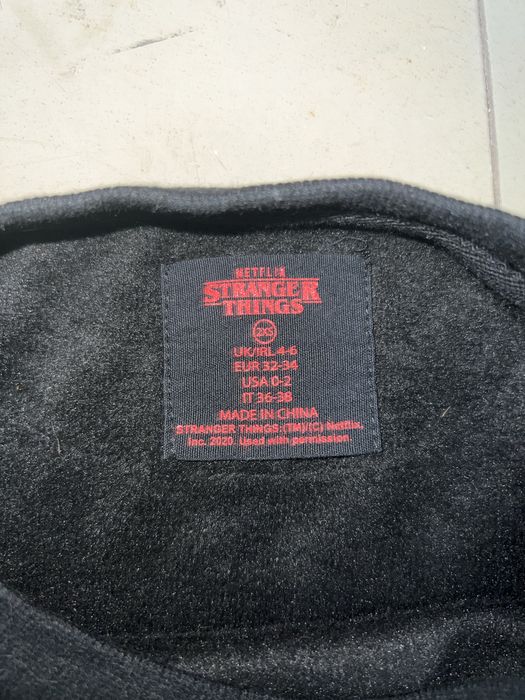 NETFLIX
STRANGER
THINGS
2XS
UK/IRL 4-6
EUR 32-34
USA 0-2
IT 36-38
MADE IN CHINA
STRANGER THINGS:(TM)/(C) Netflix,
Inc. 2020. Used with permission